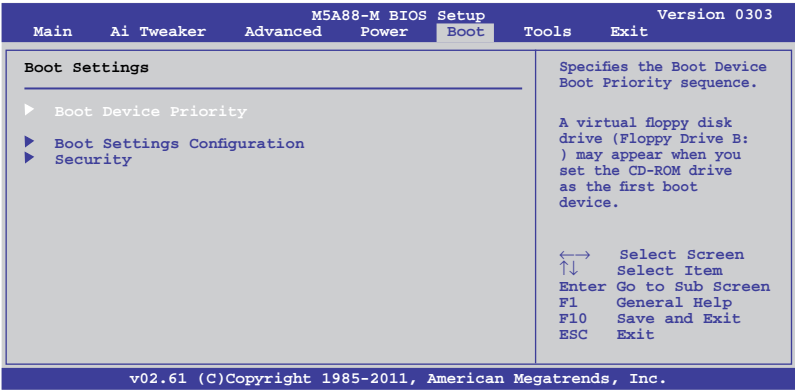 M5A88-M BIOS Setup Version 0303
Main Ai Tweaker Advanced Power Boot Tools Exit
Boot Settings
Boot Device Priority
Boot Settings Configuration
Security
Specifies the Boot Device
Boot Priority sequence.
A virtual floppy disk
drive (Floppy Drive B:
) may appear when you
set the CD-ROM drive
as the first boot
device.
←→ Select Screen
↑↓ Select Item
Enter Go to Sub Screen
F1 General Help
F10 Save and Exit
ESC Exit
v02.61 (C)Copyright 1985-2011, American Megatrends, Inc.